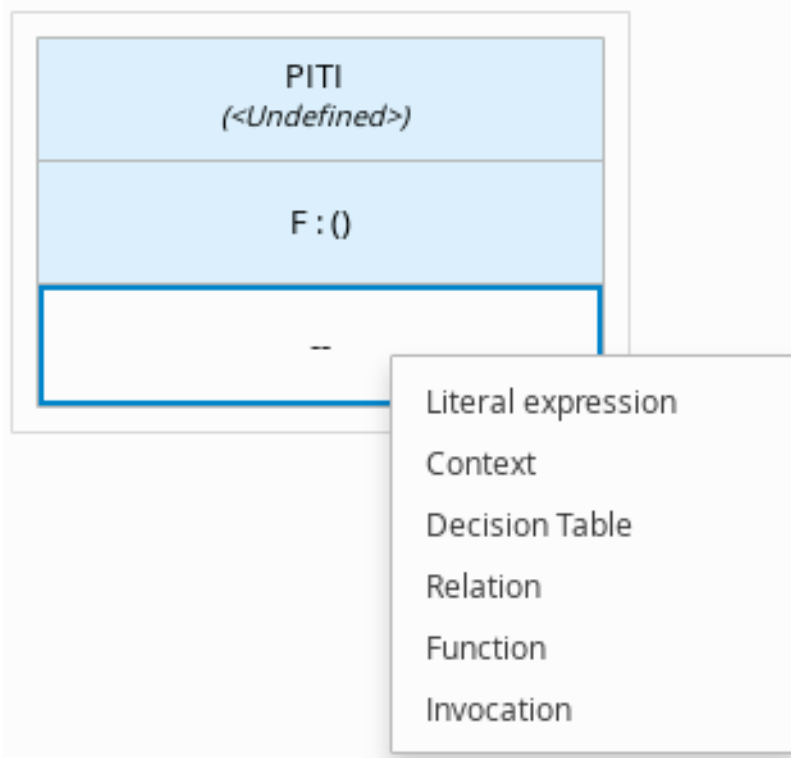 PITI
(<Undefined>)
F : ()
--
Literal expression
Context
Decision Table
Relation
Function
Invocation